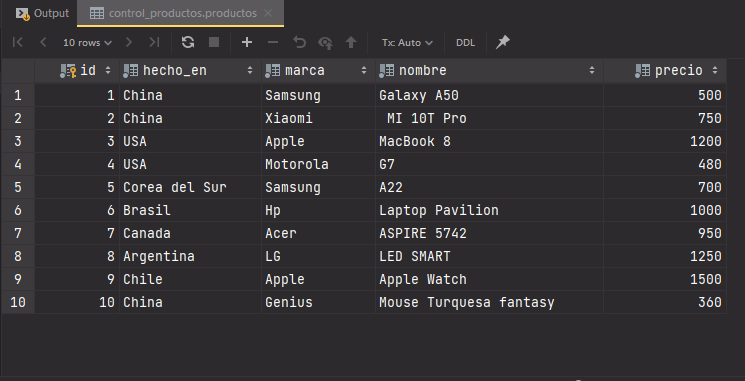 Output control_productos.productos
10 rows Tx: Auto DDL
id hecho_en marca nombre precio
1 1 China Samsung Galaxy A50 500
2 2 China Xiaomi MI 10T Pro 750
3 3 USA Apple MacBook 8 1200
4 4 USA Motorola G7 480
5 5 Corea del Sur Samsung A22 700
6 6 Brasil Hp Laptop Pavilion 1000
7 7 Canada Acer ASPIRE 5742 950
8 8 Argentina LG LED SMART 1250
9 9 Chile Apple Apple Watch 1500
10 10 China Genius Mouse Turquesa fantasy 360